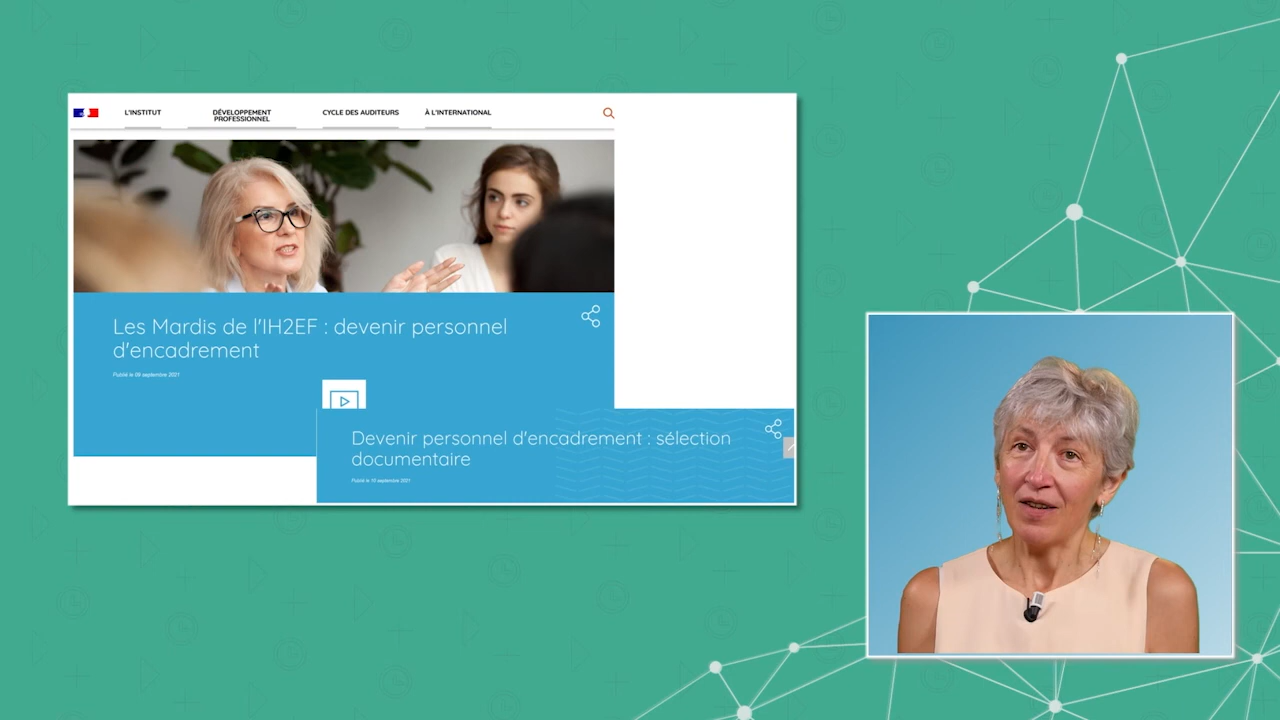 L'INSTITUT
DÉVELOPPEMENT
PROFESSIONNEL
CYCLE DES AUDITEURS
À L'INTERNATIONAL
Les Mardis de l'IH2EF : devenir personnel
d'encadrement
Publié le 09 septembre 2021
Devenir personnel d'encadrement : sélection
documentaire
Publié le 10 septembre 2021